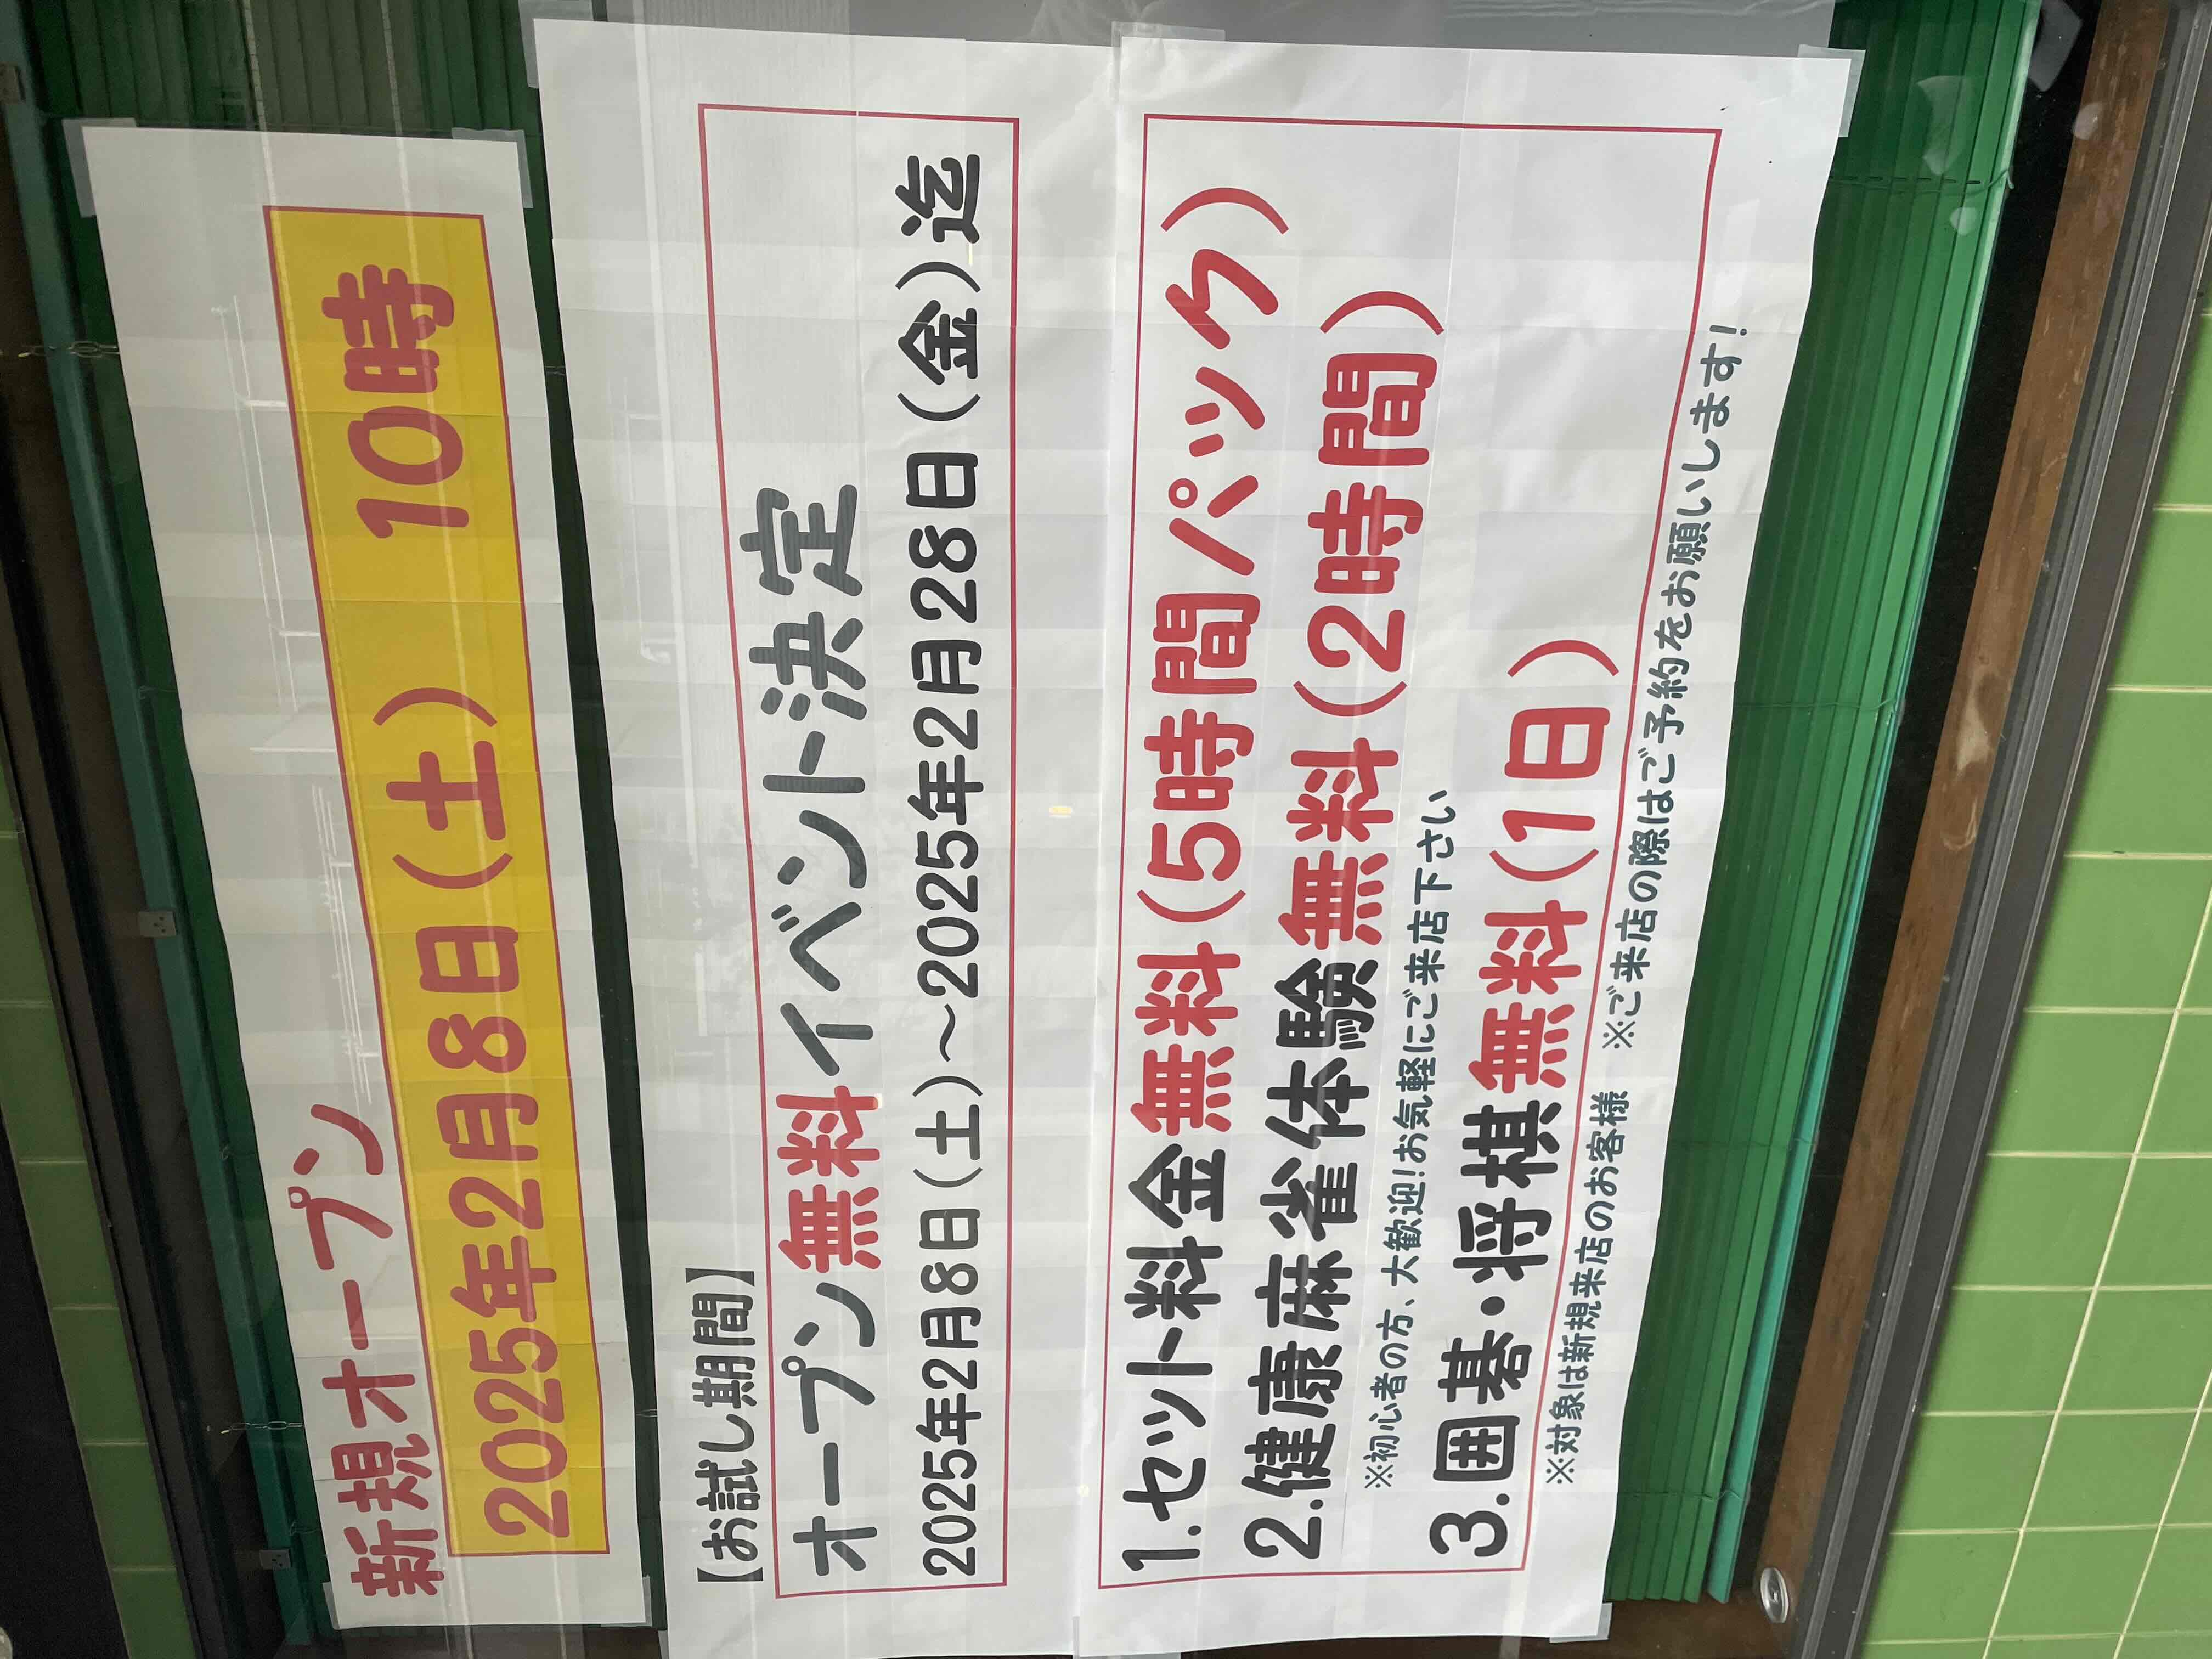 新規オープン
2025年2月8日(土) 10時
【お試し期間】
オープン無料イベント決定
2025年2月8日(土)~2025年2月28日(金)迄
1.セット料金無料(5時間パック)
2.健康麻雀体験無料(2時間)
※初心者の方、大歓迎!お気軽にご来店下さい
3.囲碁・将棋無料(1日)
※対象は新規来店のお客様 ※ご来店の際はご予約をお願いします!